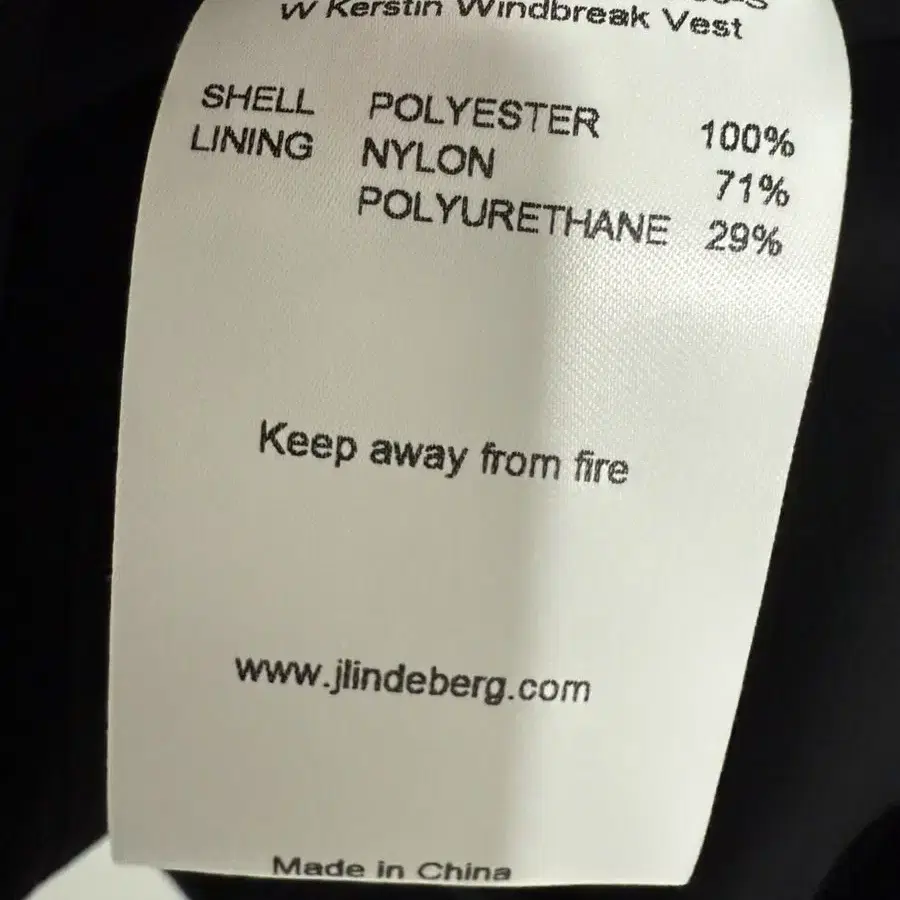 W Kerstin Windbreak Vest
SHELL POLYESTER 100%
LINING NYLON 71%
POLYURETHANE 29%
Keep away from fire
www.jlindeberg.com
Made in China